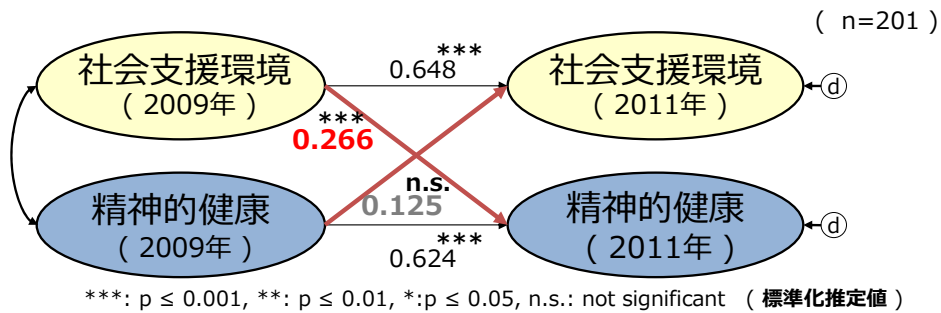 ( n=201 )
社会支援環境
( 2009年 )
***
0.648
社会支援環境
( 2011年 )
d
***
0.266
n.s.
0.125
精神的健康
( 2009年 )
***
0.624
精神的健康
( 2011年 )
d
***: p ≤ 0.001, **: p ≤ 0.01, *:p ≤ 0.05, n.s.: not significant ( 標準化推定値 )